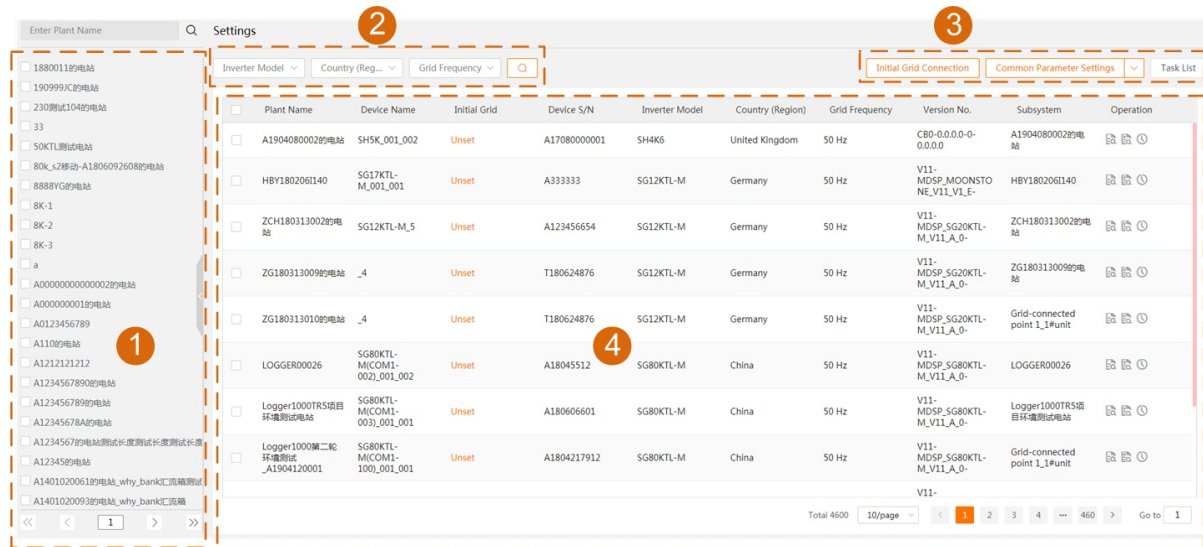 Enter Plant Name
Settings
2
3
Inverter Model
Country (Reg...
Grid Frequency
Initial Grid Connection
Common Parameter Settings
Task List
1880011的电站
190999JC的电站
230测试104的电站
33
50KTL测试电站
80k_s2移动-A1806092608的电站
8888YG的电站
8K-1
8K-2
8K-3
a
A00000000000002的电站
A000000001的电站
A0123456789
A110的电站
A1212121212
A1234567890的电站
A123456789的电站
A12345678A的电站
A1234567的电站测试长度测试长度测试长度
A12345的电站
A1401020061的电站_why_bank汇流箱测试
A1401020093的电站_why_bank汇流箱
1
1
Plant Name Device Name Initial Grid Device S/N Inverter Model Country (Region) Grid Frequency Version No. Subsystem Operation
A1904080002的电站 SH5K_001_002 Unset A17080000001 SH4K6 United Kingdom 50 Hz CB0-0.0.0.0-0- A1904080002的电
0.0.0.0 站
HBY180206I140 SG17KTL- Unset A333333 SG12KTL-M Germany 50 Hz V11- HBY180206I140
M_001_001 MDSP_MOONSTO
NE_V11_V1_E-
ZCH180313002的电 SG12KTL-M_5 Unset A123456654 SG12KTL-M Germany 50 Hz V11- ZCH180313002的电
站 MDSP_SG20KTL- 站
M_V11_A_0-
ZG180313009的电站 _4 Unset T180624876 SG12KTL-M Germany 50 Hz V11- ZG180313009的电
MDSP_SG20KTL- 站
M_V11_A_0-
ZG180313010的电站 _4 Unset T180624876 SG12KTL-M Germany 50 Hz V11- Grid-connected
MDSP_SG20KTL- point 1_1#unit
M_V11_A_0-
4
LOGGER00026 SG80KTL- Unset A18045512 SG80KTL-M China 50 Hz V11- LOGGER00026
M(COM1- MDSP_SG80KTL-
002)_001_002 M_V11_A_0-
Logger1000TR5项目 SG80KTL- Unset A180606601 SG80KTL-M China 50 Hz V11- Logger1000TR5项
环境测试电站 M(COM1- MDSP_SG80KTL- 目环境测试电站
003)_001_001 M_V11_A_0-
Logger1000第二轮 SG80KTL- Unset A1804217912 SG80KTL-M China 50 Hz V11- Grid-connected
环境测试 M(COM1- MDSP_SG80KTL- point 1_1#unit
_A1904120001 100)_001_001 M_V11_A_0-
V11-
Total 4600 10/page 1 2 3 4 ... 460 Go to 1